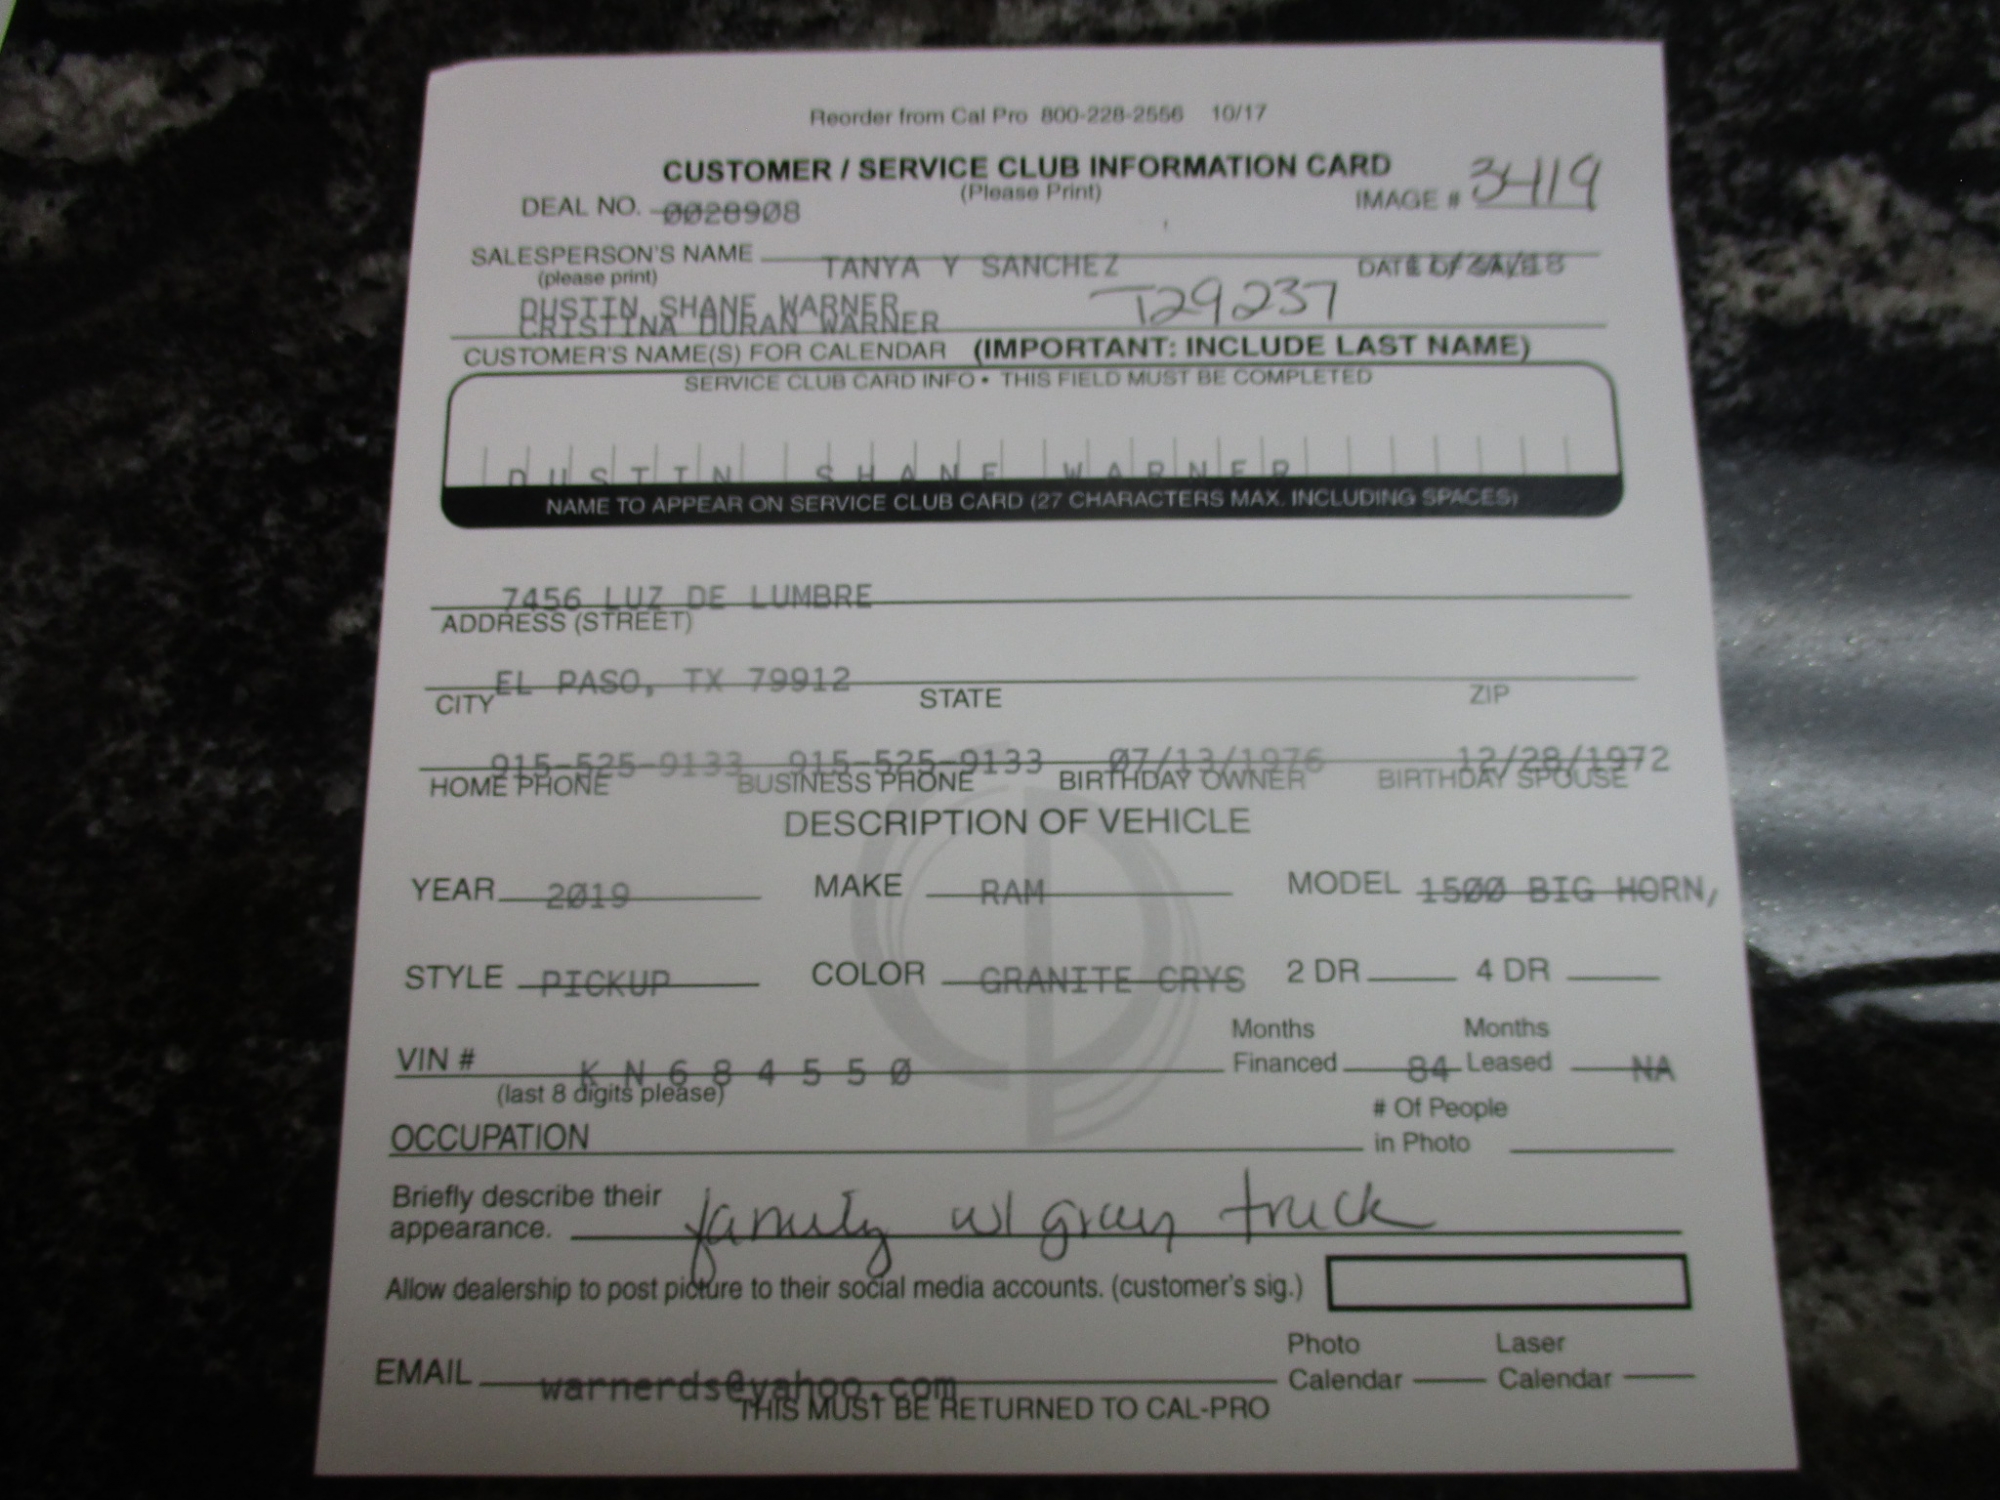 Reorder from Cal Pro 800-228-2556 10/17
CUSTOMER / SERVICE CLUB INFORMATION CARD
(Please Print)
DEAL NO. 0028908
IMAGE # 3419
SALESPERSON'S NAME TANYA Y SANCHEZ
DATE
(please print)
DUSTIN SHANE WARNER T29237
CRISTINA DURAN WARNER
CUSTOMER'S NAME(S) FOR CALENDAR (IMPORTANT: INCLUDE LAST NAME)
SERVICE CLUB CARD INFO • THIS FIELD MUST BE COMPLETED
DUSTIN SHANE WARNER
NAME TO APPEAR ON SERVICE CLUB CARD (27 CHARACTERS MAX. INCLUDING SPACES)
7456 LUZ DE LUMBRE
ADDRESS (STREET)
EL PASO, TX 79912
CITY STATE ZIP
915-525-9133 915-525-9133 07/13/1976 12/28/1972
HOME PHONE BUSINESS PHONE BIRTHDAY OWNER BIRTHDAY SPOUSE
DESCRIPTION OF VEHICLE
YEAR 2019 MAKE RAM MODEL 1500 BIG HORN,
STYLE PICKUP COLOR GRANITE CRYS 2 DR 4 DR
Months Months
VIN # K N 6 8 4 5 5 0 Financed 84 Leased NA
(last 8 digits please)
# Of People
OCCUPATION in Photo
Briefly describe their
appearance. family w/ gray truck
Allow dealership to post picture to their social media accounts. (customer's sig.)
Photo Laser
EMAIL warnerds@yahoo.com Calendar Calendar
THIS MUST BE RETURNED TO CAL-PRO